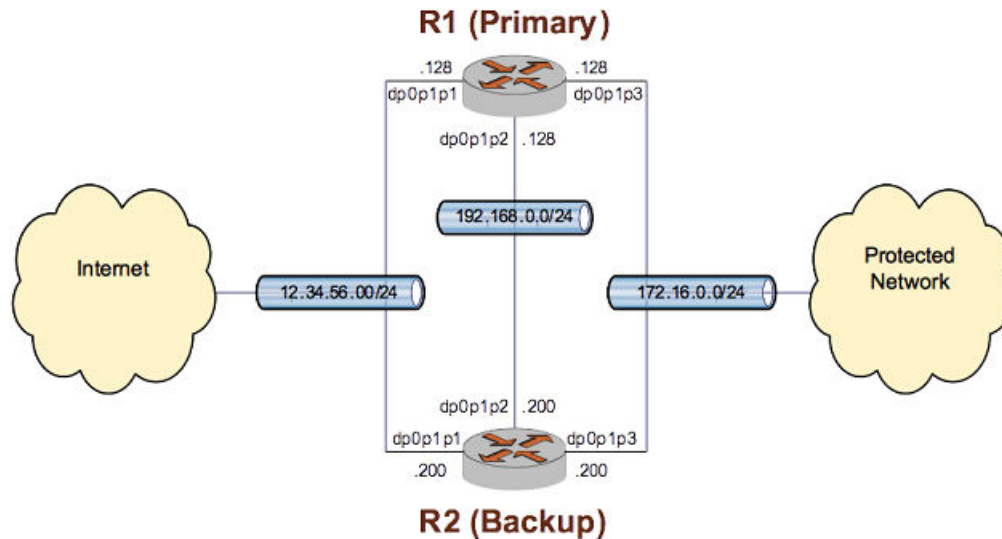 R1 (Primary)
.128
.128
dp0p1p1
dp0p1p3
dp0p1p2
.128
192.168.0.0/24
Internet
Protected
Network
12.34.56.00/24
172.16.0.0/24
dp0p1p2
.200
dp0p1p1
dp0p1p3
.200
.200
R2 (Backup)